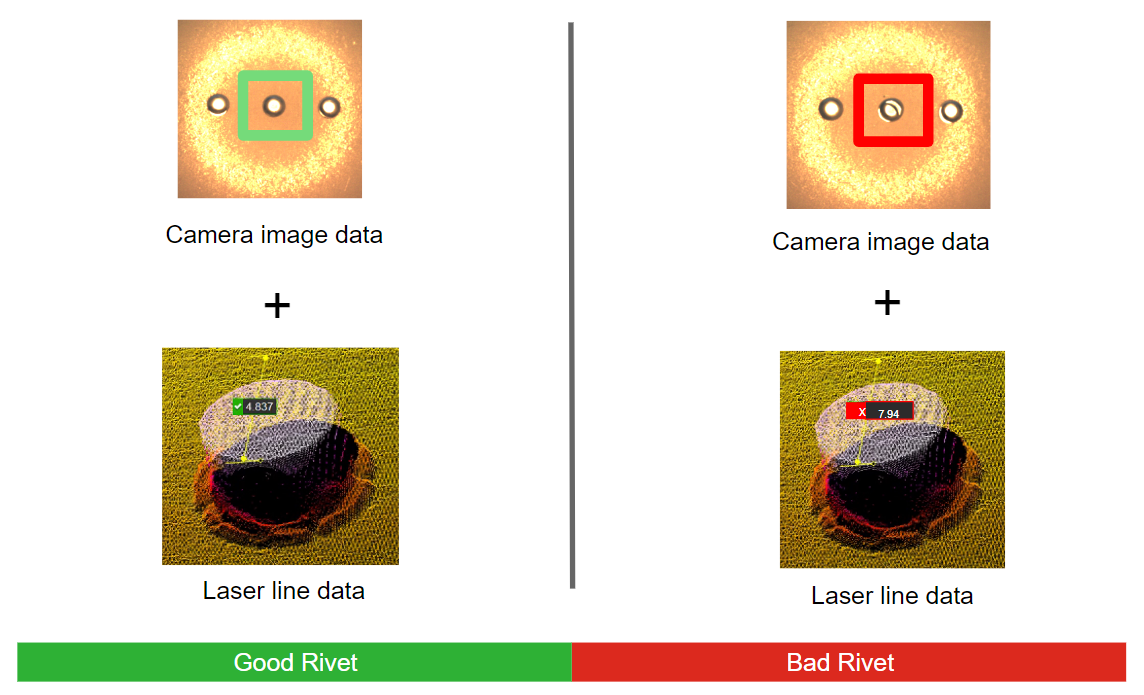 Camera image data
+
4.837
Laser line data
Good Rivet
Camera image data
+
X 7.94
Laser line data
Bad Rivet